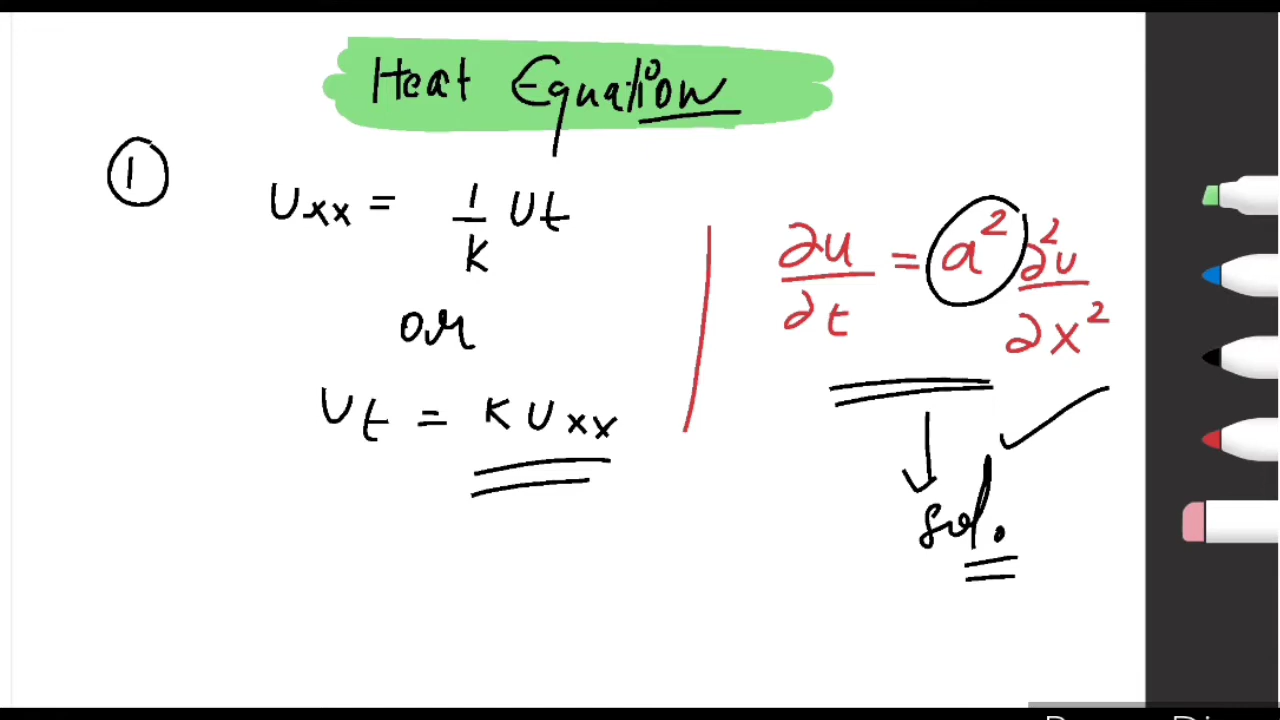 Heat Equation
1
Uxx = 1/K Ut
or
Ut = K Uxx
∂u/∂t = a² ∂²u/∂x²
sol.